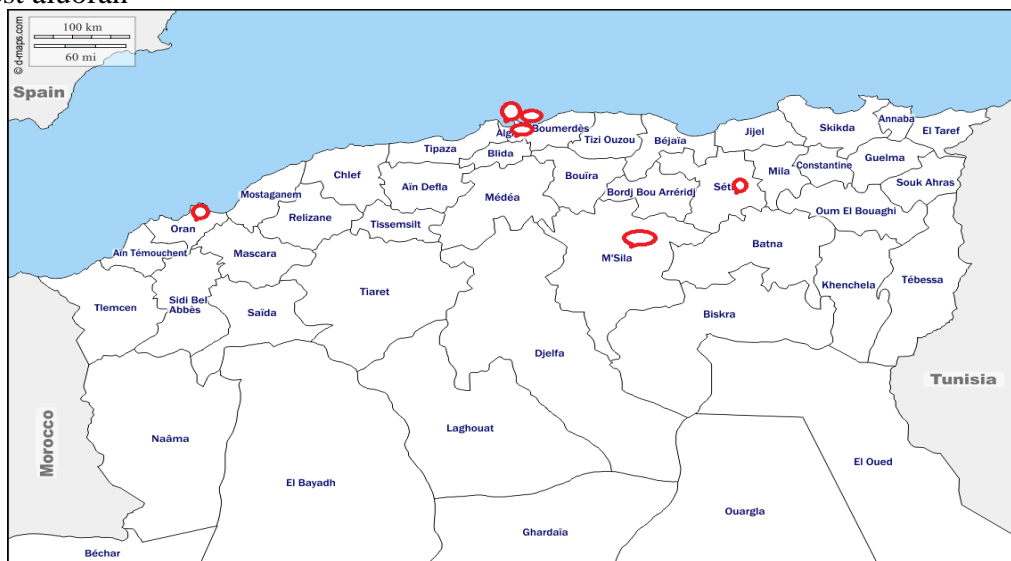 100 km
60 mi
© d-maps.com
Spain
Annaba
Skikda
El Taref
Jijel
Boumerdès
Tizi Ouzou
Béjaïa
Tipaza
Blida
Guelma
Constantine
Mila
Souk Ahras
Chlef
Aïn Defla
Médéa
Bouïra
Bordj Bou Arréridj
Mostaganem
Relizane
Tissemsilt
Oum El Bouaghi
Oran
Aïn Témouchent
Mascara
M'Sila
Batna
Khenchela
Tébessa
Tlemcen
Sidi Bel
Abbès
Saïda
Tiaret
Biskra
Djelfa
Tunisia
Morocco
Naâma
Laghouat
El Oued
El Bayadh
Ouargla
Ghardaïa
Béchar